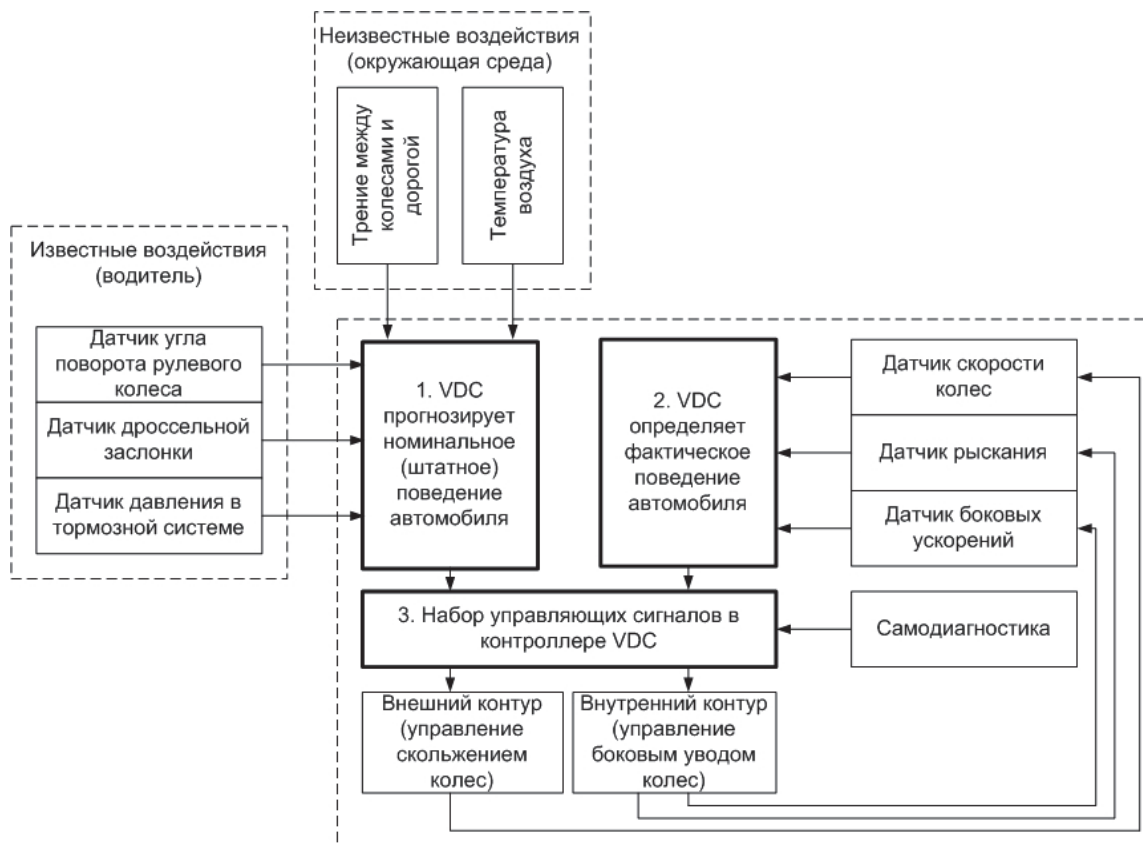 Неизвестные воздействия
(окружающая среда)
Трение между
колесами и
дорогой
Температура
воздуха
Известные воздействия
(водитель)
Датчик угла
поворота рулевого
колеса
Датчик дроссельной
заслонки
Датчик давления в
тормозной системе
1. VDC
прогнозирует
номинальное
(штатное)
поведение
автомобиля
2. VDC
определяет
фактическое
поведение
автомобиля
Датчик скорости
колес
Датчик рыскания
Датчик боковых
ускорений
3. Набор управляющих сигналов в
контроллере VDC
Самодиагностика
Внешний контур
(управление
скольжением
колес)
Внутренний контур
(управление
боковым уводом
колес)